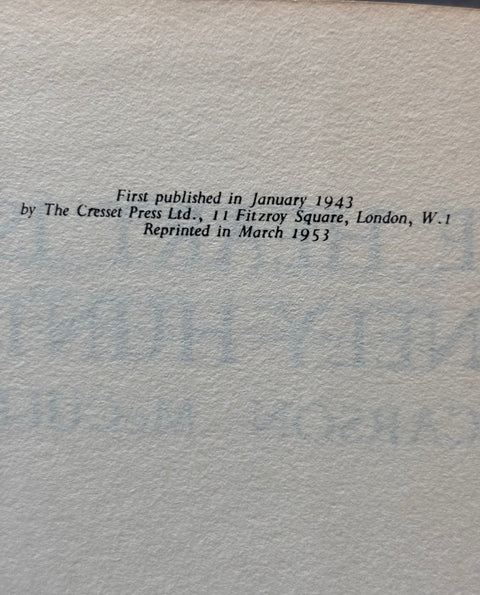 First published in January 1943
by The Cresset Press Ltd., 11 Fitzroy Square, London, W.1
Reprinted in March 1953